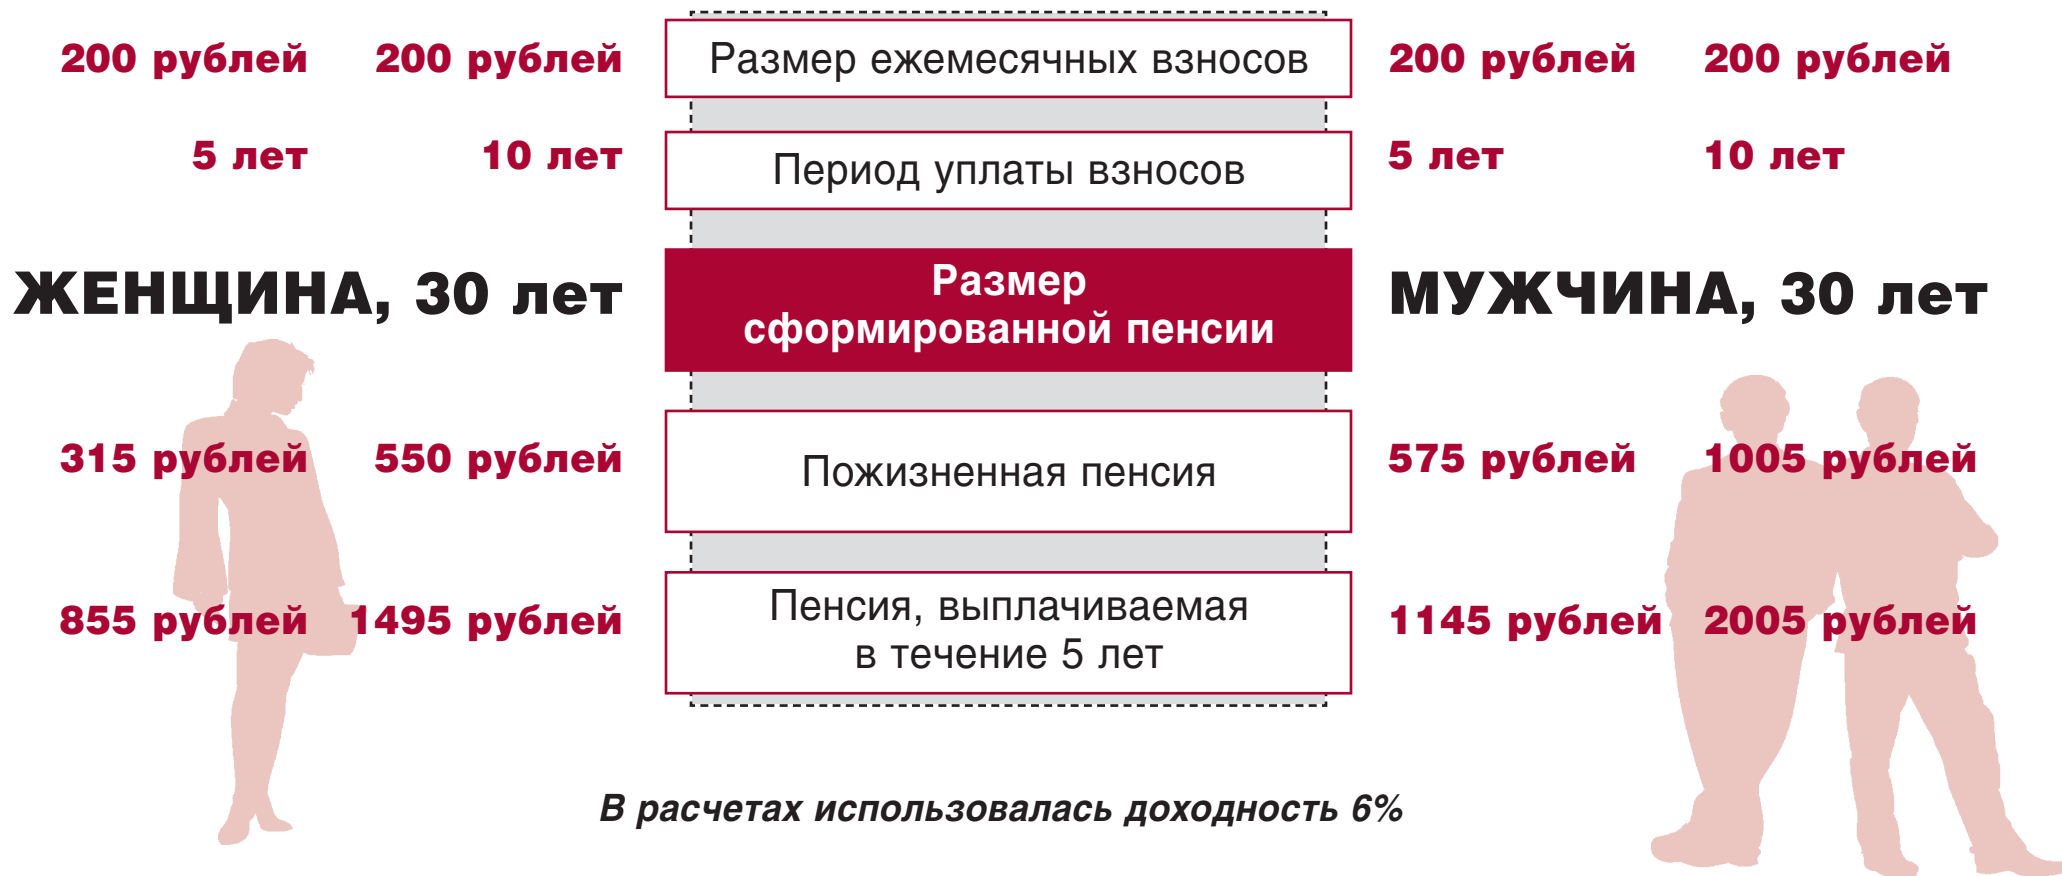 200 рублей 200 рублей Размер ежемесячных взносов 200 рублей 200 рублей
5 лет 10 лет Период уплаты взносов 5 лет 10 лет
ЖЕНЩИНА, 30 лет
Размер
сформированной пенсии
МУЖЧИНА, 30 лет
315 рублей 550 рублей Пожизненная пенсия 575 рублей 1005 рублей
855 рублей 1495 рублей
Пенсия, выплачиваемая
в течение 5 лет
1145 рублей 2005 рублей
В расчетах использовалась доходность 6%